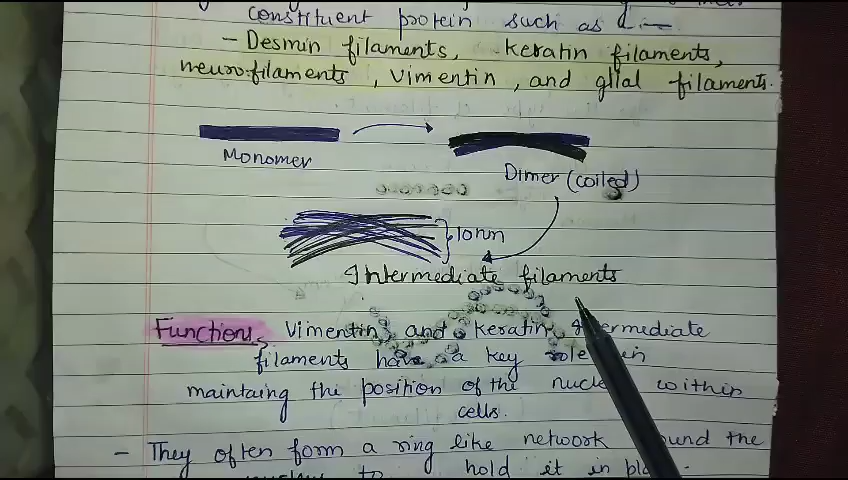 constituent protein such as
- Desmin filaments, keratin filaments,
neurofilaments, vimentin, and glial filaments.
Monomer
Dimer (coiled)
10nm
Intermediate filaments
Functions, Vimentin, and keratin intermediate
filaments have a key role in
maintaing the position of the within
cells.
- They often form a ring like network the
to hold it in